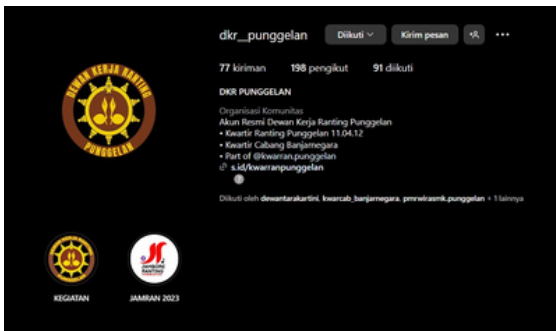 dkr__punggelan Diikuti Kirim pesan
77 kiriman 198 pengikut 91 diikuti
DKR PUNGGELAN
Organisasi Komunitas
Akun Resmi Dewan Kerja Ranting Punggelan
• Kwartir Ranting Punggelan 11.04.12
• Kwartir Cabang Banjarnegara
• Part of @kwarran.punggelan
s.id/kwarranpunggelan
Diikuti oleh dewantarakartini, kwarcab_banjarnegara, pmrwirasmk.punggelan + 1 lainnya
DEWAN KERJA RANTING
PUNGGELAN
JAMBORE
RANTING
KEGIATAN JAMRAN 2023